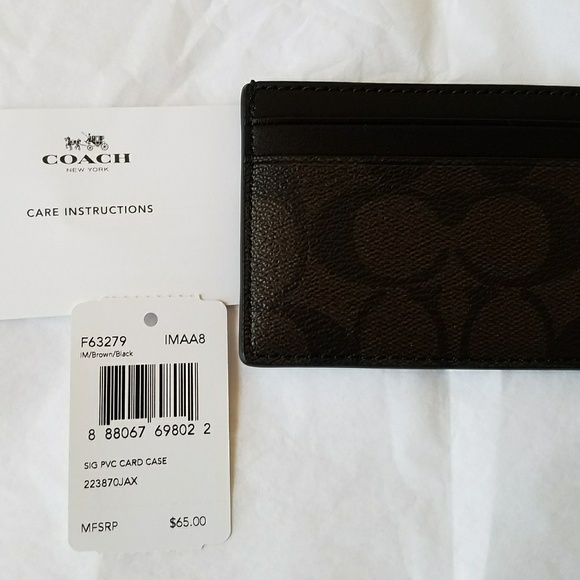 COACH
NEW YORK
CARE INSTRUCTIONS
F63279 IMAA8
IM/Brown/Black
8 88067 69802 2
SIG PVC CARD CASE
223870JAX
MFSRP $65.00